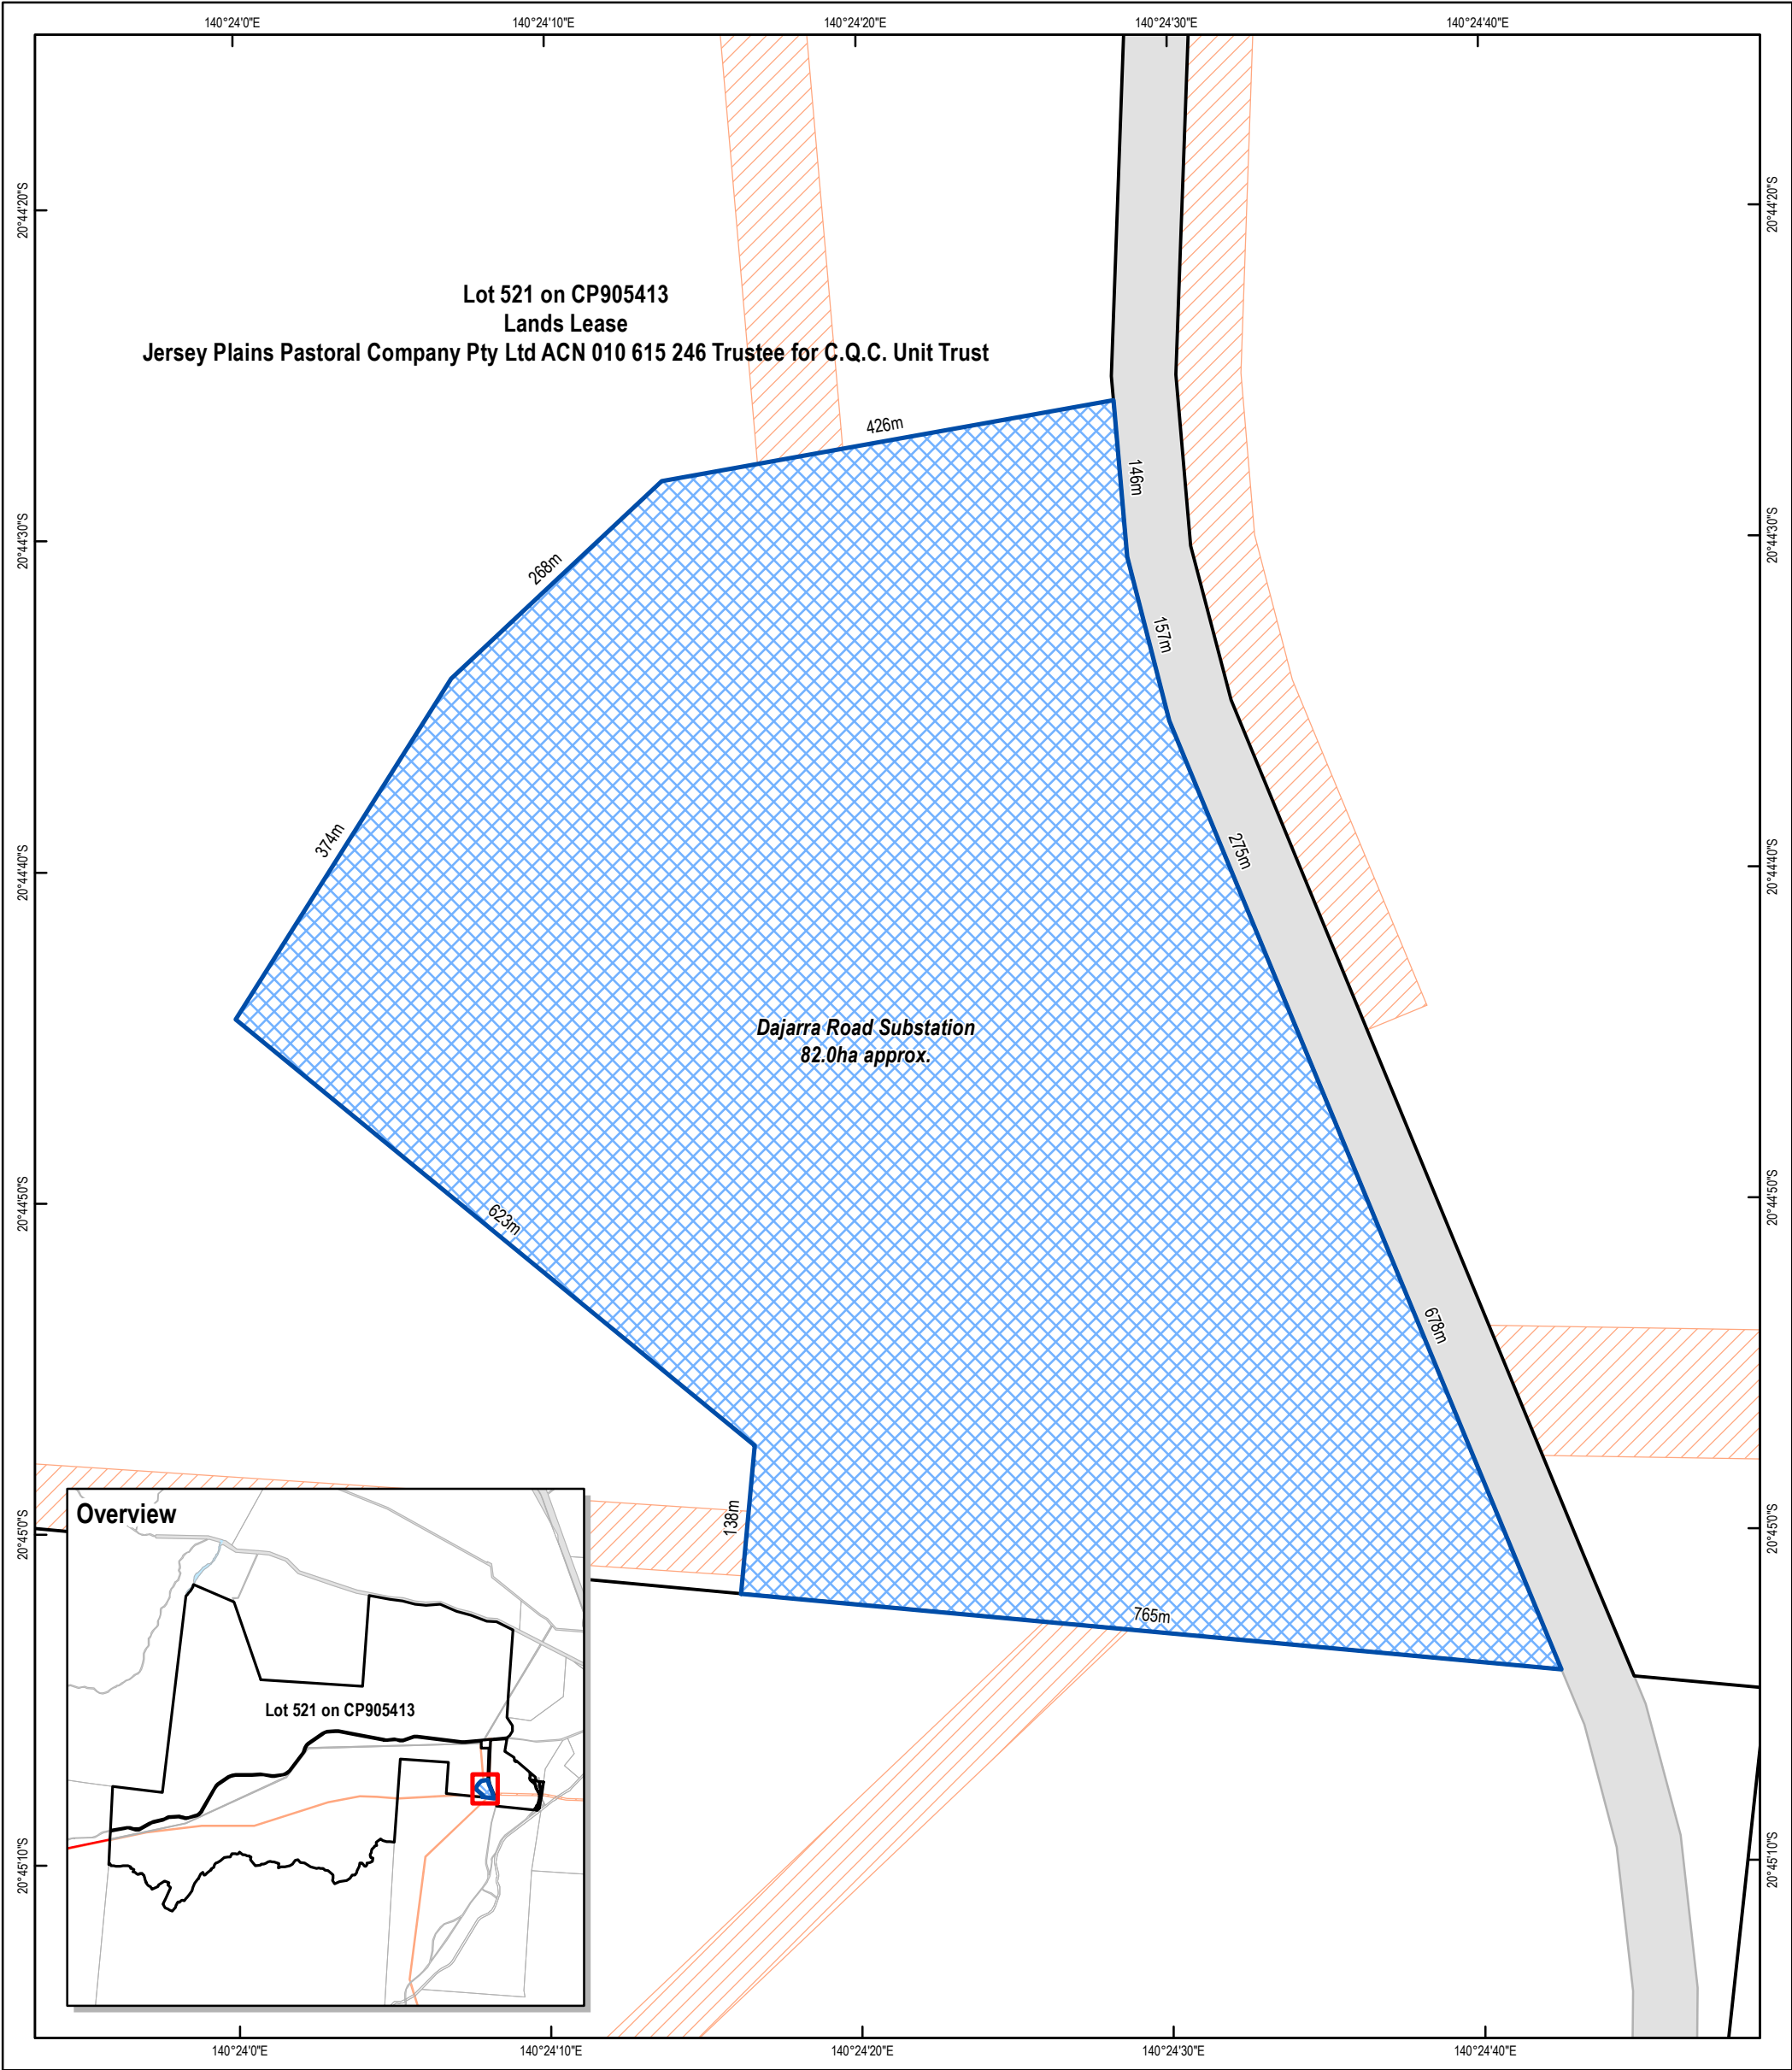 140°24'0"E
140°24'10"E
140°24'20"E
140°24'30"E
140°24'40"E
20°44'20"S
20°44'20"S
Lot 521 on CP905413
Lands Lease
Jersey Plains Pastoral Company Pty Ltd ACN 010 615 246 Trustee for C.Q.C. Unit Trust
426m
146m
20°44'30"S
20°44'30"S
268m
157m
374m
275m
20°44'40"S
20°44'40"S
Dajarra Road Substation
82.0ha approx.
20°44'50"S
20°44'50"S
623m
678m
138m
20°45'0"S
20°45'0"S
Overview
765m
Lot 521 on CP905413
20°45'10"S
20°45'10"S
140°24'0"E
140°24'10"E
140°24'20"E
140°24'30"E
140°24'40"E